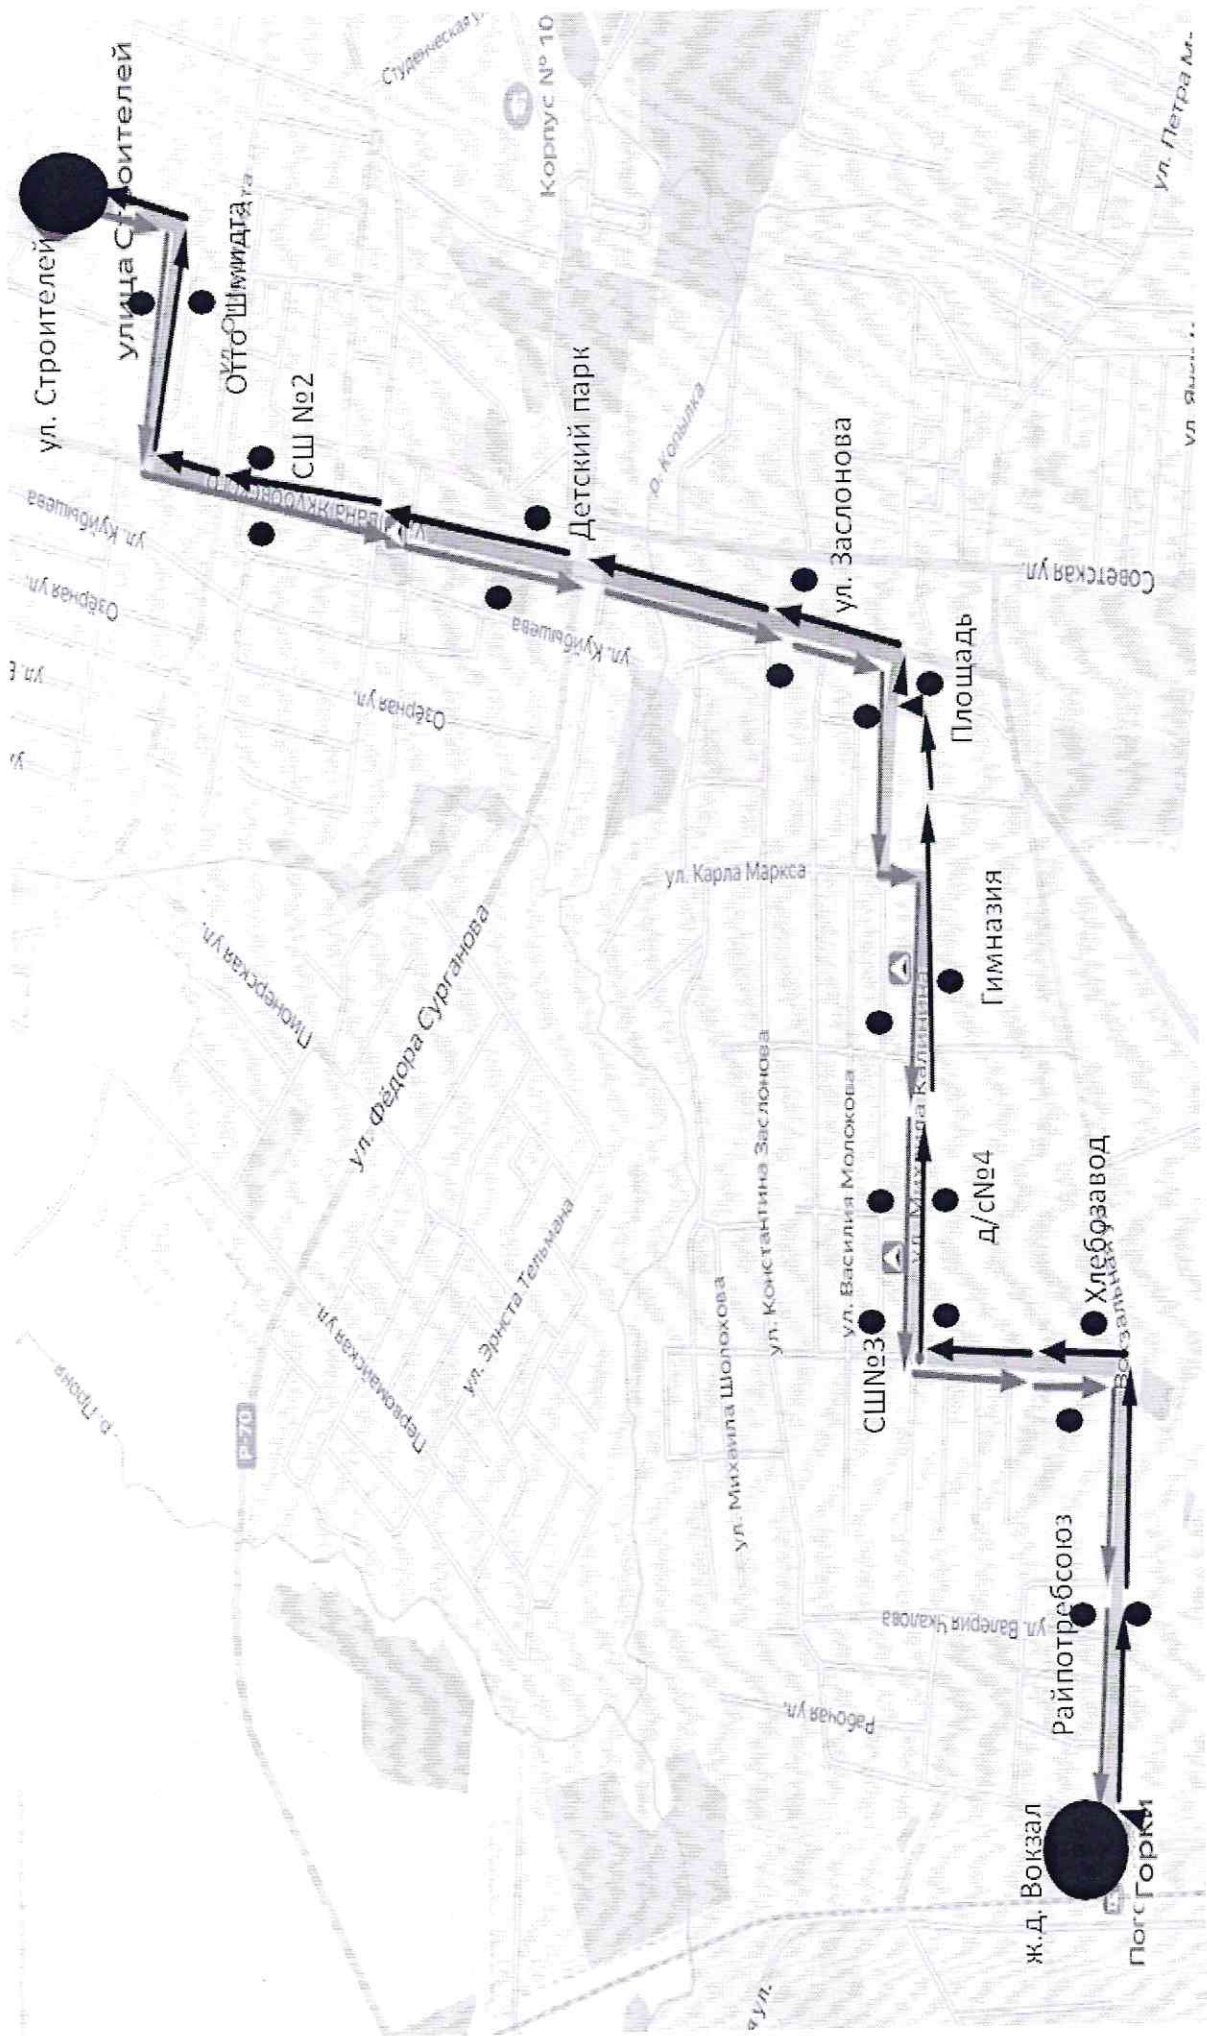 ул. Строителей
улица Строителей
Отто Шмидта
СШ №2
Студенческая
Корпус № 10
Детский парк
р. Копылка
ул. Заслонова
Советская ул.
Площадь
ул. Петра
ул. Куйбышева
Озёрная ул.
ул. Куйбышева
Озёрная ул.
ул. Карла Маркса
Гимназия
Пионерская ул.
ул. Фёдора Сурганова
ул. Константина Заслонова
ул. Василия Молокова
ул. Михаила Калинина
д/с№4
Хлебозавод
СШ№3
ул. Эрнста Тельмана
Первомайская ул.
ул. Михаила Шолохова
р. Проня
Р-70
Райпотребсоюз
ул. Валерия Чкалова
Рабочая ул.
ж.д. Вокзал
Горки